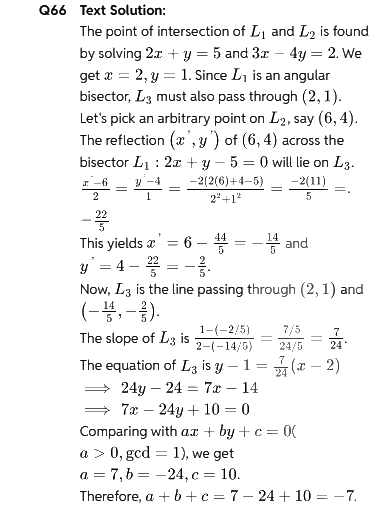 Q66 Text Solution:
The point of intersection of L₁ and L₂ is found
by solving 2x + y = 5 and 3x − 4y = 2. We
get x = 2, y = 1. Since L₁ is an angular
bisector, L₃ must also pass through (2, 1).
Let's pick an arbitrary point on L₂, say (6, 4).
The reflection (x', y') of (6, 4) across the
bisector L₁ : 2x + y − 5 = 0 will lie on L₃.
(x'−6)/2 = (y'−4)/1 = −2(2(6)+4−5)/(2²+1²) = −2(11)/5 =.
−22/5
This yields x' = 6 − 44/5 = −14/5 and
y' = 4 − 22/5 = −2/5.
Now, L₃ is the line passing through (2, 1) and
(−14/5, −2/5).
The slope of L₃ is (1−(−2/5))/(2−(−14/5)) = (7/5)/(24/5) = 7/24.
The equation of L₃ is y − 1 = 7/24 (x − 2)
⟹ 24y − 24 = 7x − 14
⟹ 7x − 24y + 10 = 0
Comparing with ax + by + c = 0(
a > 0, gcd = 1), we get
a = 7, b = −24, c = 10.
Therefore, a + b + c = 7 − 24 + 10 = −7.